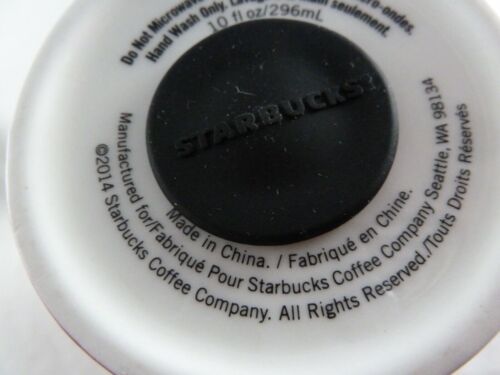 Do Not Microwave
Hand Wash Only. seulement.
10 fl oz/296mL
STARBUCKS
Made in China. / Fabriqué en Chine.
Manufactured for/Fabriqué Pour Starbucks Coffee Company Seattle, WA 98134
©2014 Starbucks Coffee Company. All Rights Reserved./Touts Droits Réservés